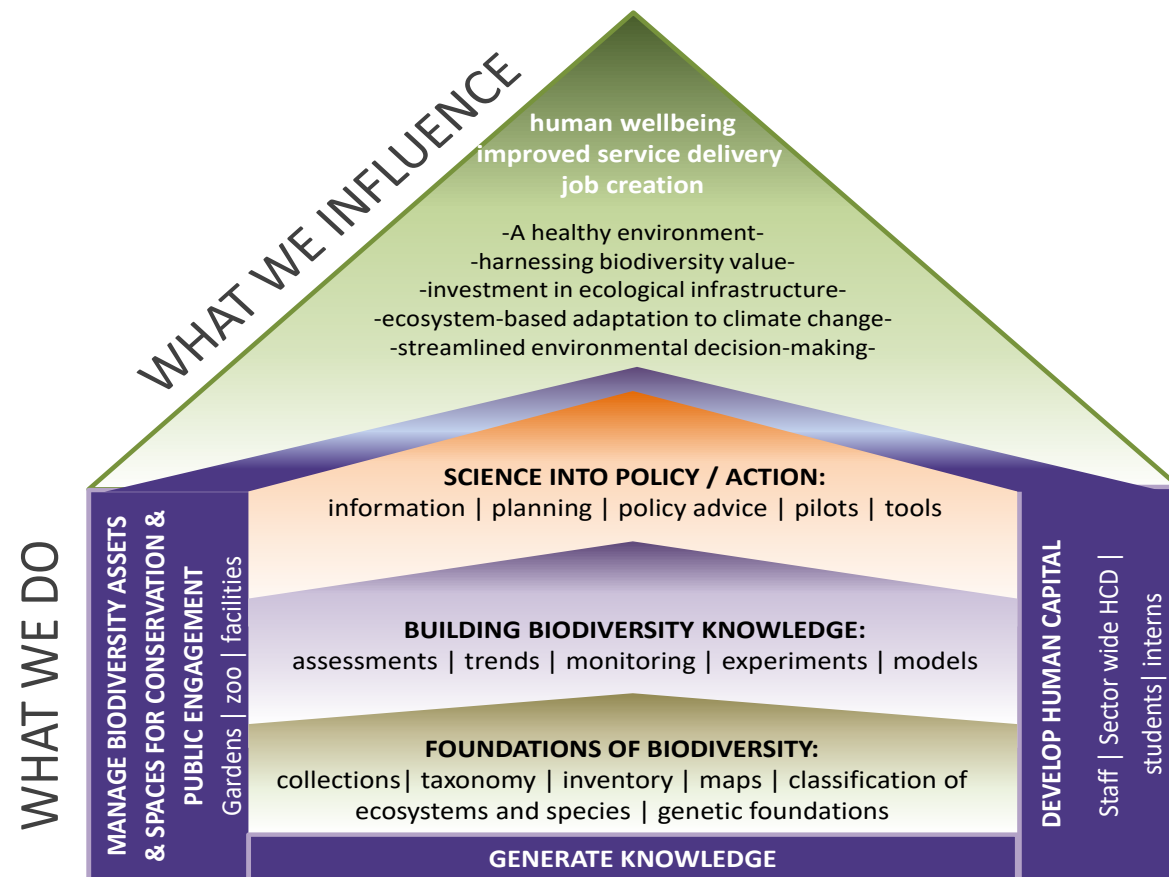 WHAT WE INFLUENCE
human wellbeing
improved service delivery
job creation
-A healthy environment-
-harnessing biodiversity value-
-investment in ecological infrastructure-
-ecosystem-based adaptation to climate change-
-streamlined environmental decision-making-
WHAT WE DO
MANAGE BIODIVERSITY ASSETS
& SPACES FOR CONSERVATION &
PUBLIC ENGAGEMENT
Gardens | zoo | facilities
SCIENCE INTO POLICY / ACTION:
information | planning | policy advice | pilots | tools
BUILDING BIODIVERSITY KNOWLEDGE:
assessments | trends | monitoring | experiments | models
FOUNDATIONS OF BIODIVERSITY:
collections| taxonomy | inventory | maps | classification of
ecosystems and species | genetic foundations
GENERATE KNOWLEDGE
DEVELOP HUMAN CAPITAL
Staff | Sector wide HCD |
students| interns